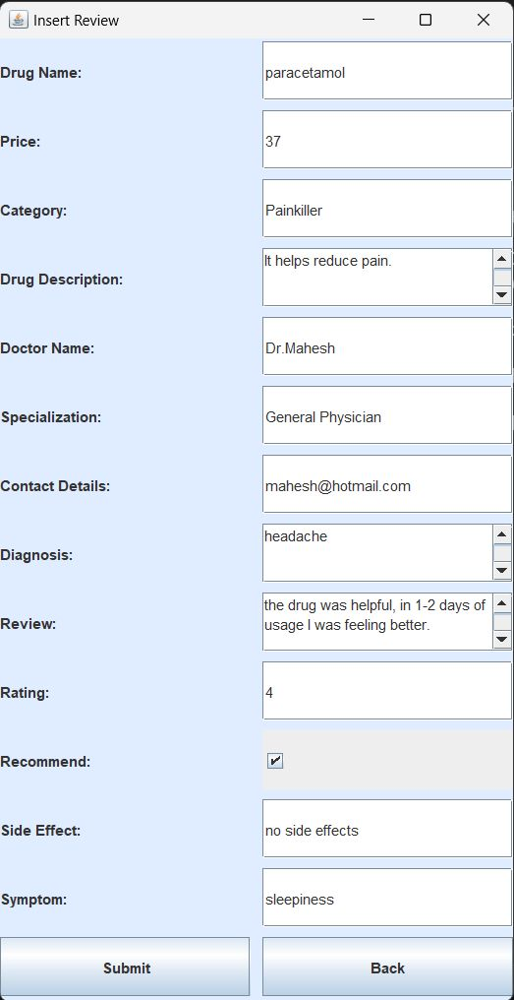 Insert Review
Drug Name:
paracetamol
Price:
37
Category:
Painkiller
Drug Description:
It helps reduce pain.
Doctor Name:
Dr.Mahesh
Specialization:
General Physician
Contact Details:
mahesh@hotmail.com
Diagnosis:
headache
Review:
the drug was helpful, in 1-2 days of
usage I was feeling better.
Rating:
4
Recommend:
Side Effect:
no side effects
Symptom:
sleepiness
Submit
Back